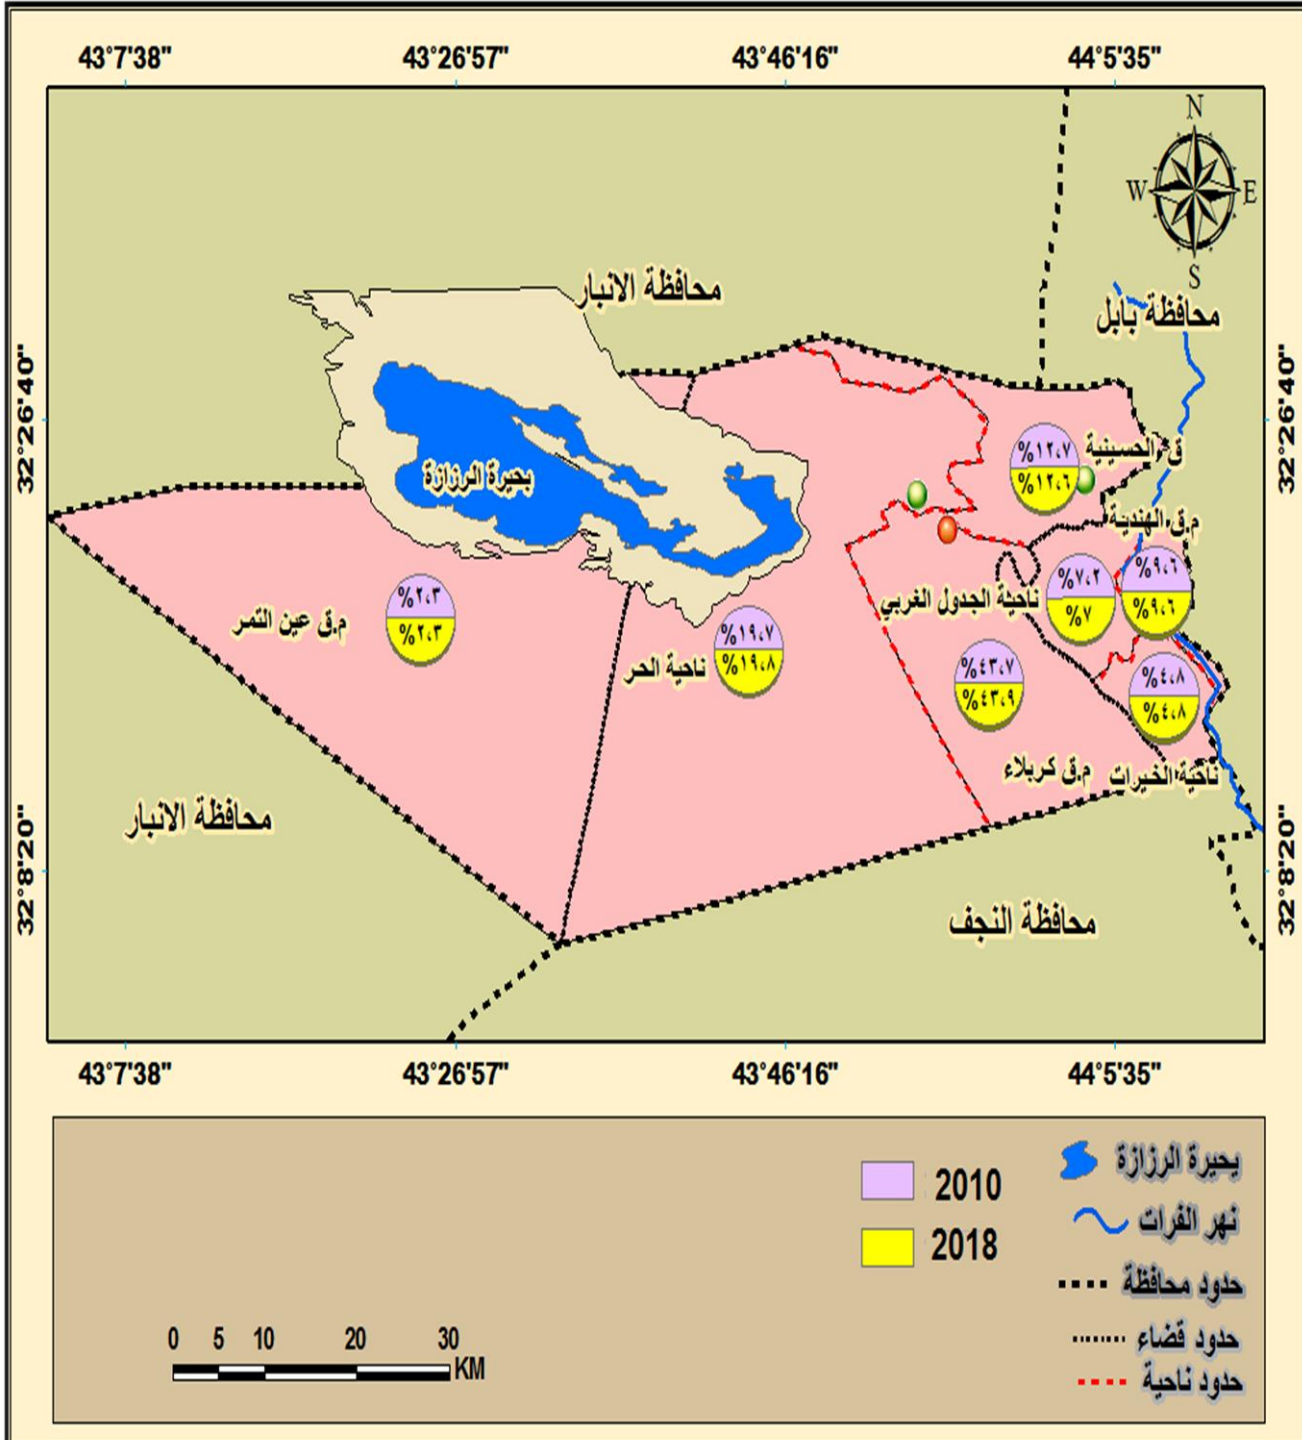 43°7'38" 43°26'57" 43°46'16" 44°5'35"
N
W E
S
محافظة الانبار
محافظة بابل
32°26'40" 32°26'40"
ق الحسينية
%١٢،٧
%١٢،٦
بحيرة الرزازة
م.ق الهندية
%٩،٦
%٩،٦
%٧،٢
%٧
ناحية الجدول الغربي
%٢،٣
%٢،٣
م.ق عين التمر
%١٩،٧
%١٩،٨
ناحية الحر
%٤٣،٧
%٤٣،٩
%٤،٨
%٤،٨
م.ق كربلاء
ناحية الخيرات
محافظة الانبار
32°8'20" 32°8'20"
محافظة النجف
43°7'38" 43°26'57" 43°46'16" 44°5'35"
يحيرة الرزازة
2010
نهر الفرات
2018
حدود محافظة
حدود قضاء
حدود ناحية
0 5 10 20 30
KM